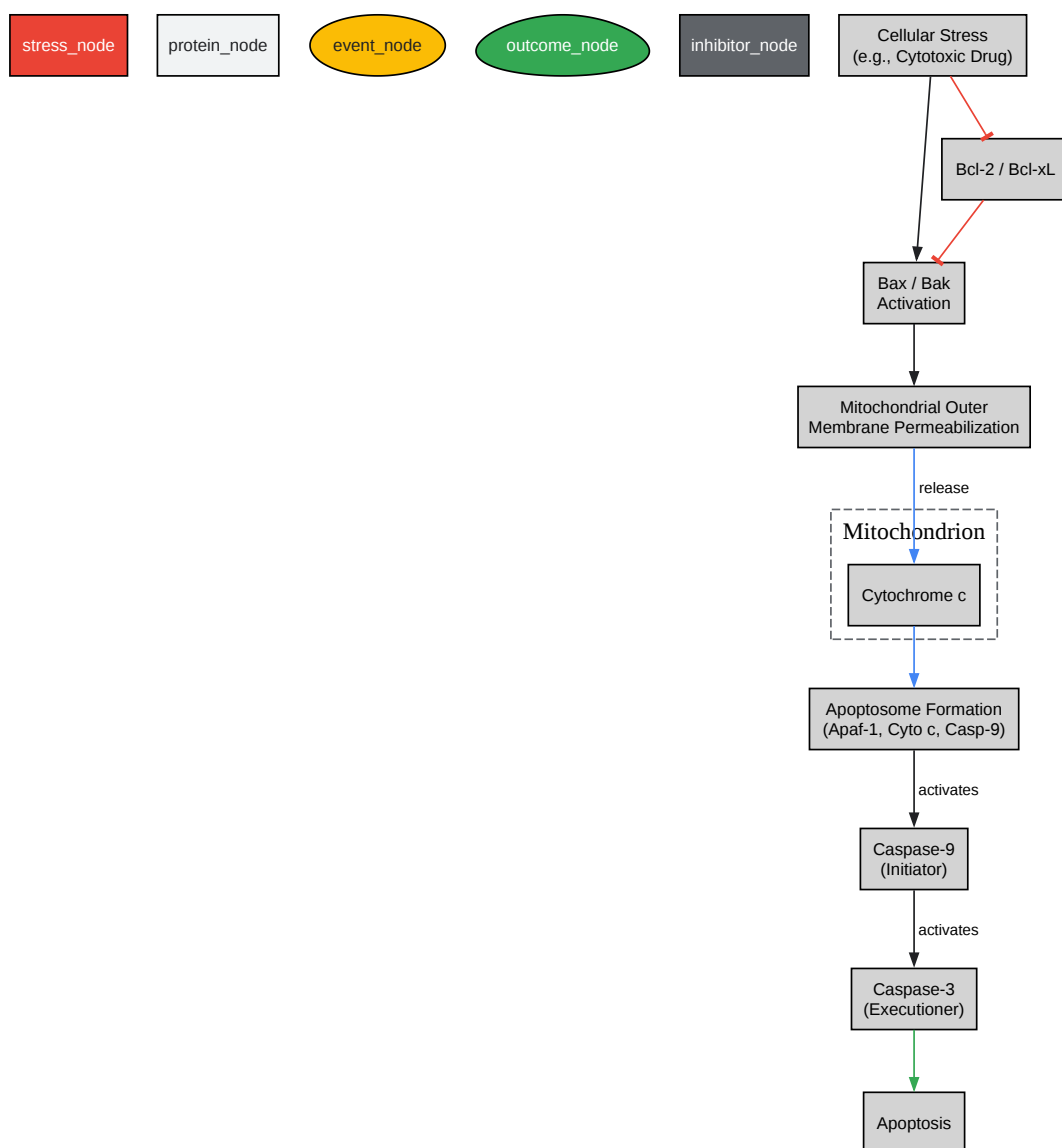 stress_node
protein_node
event_node
outcome_node
inhibitor_node
Cellular Stress
(e.g., Cytotoxic Drug)
Bcl-2 / Bcl-xL
Bax / Bak
Activation
Mitochondrial Outer
Membrane Permeabilization
release
Mitochondrion
Cytochrome c
Apoptosome Formation
(Apaf-1, Cyto c, Casp-9)
activates
Caspase-9
(Initiator)
activates
Caspase-3
(Executioner)
Apoptosis